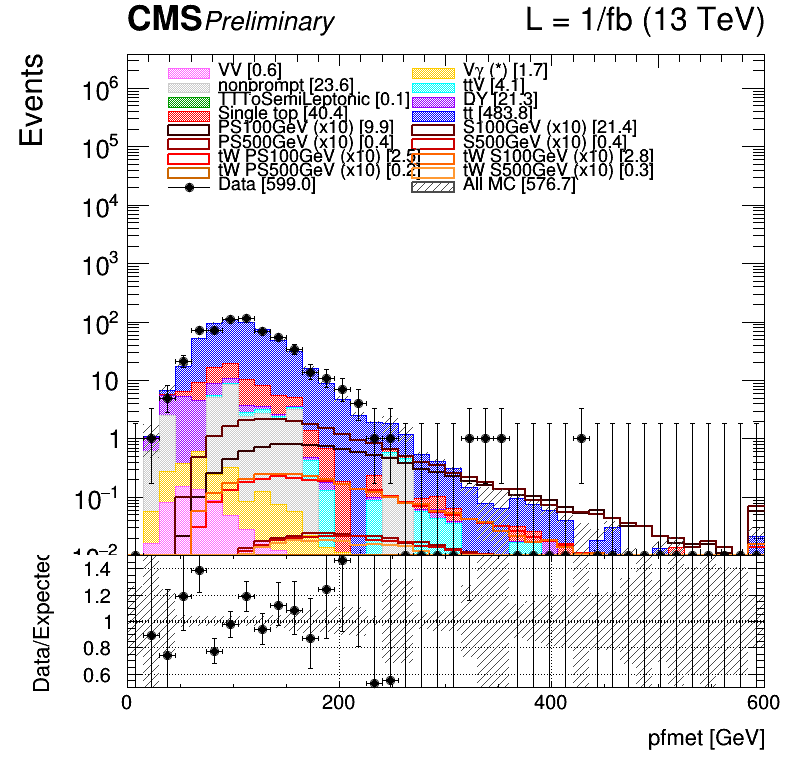 CMS Preliminary L = 1/fb (13 TeV)
Events
VV [0.6] Vγ (*) [1.7]
nonprompt [23.6] ttV [4.1]
TTToSemiLeptonic [0.1] DY [21.3]
Single top [40.4] tt [483.8]
PS100GeV (x10) [9.9] S100GeV (x10) [21.4]
PS500GeV (x10) [0.4] S500GeV (x10) [0.4]
tW PS100GeV (x10) [2.5] tW S100GeV (x10) [2.8]
tW PS500GeV (x10) [0.2] tW S500GeV (x10) [0.3]
Data [599.0] All MC [576.7]
10⁶
10⁵
10⁴
10³
10²
10
1
10⁻¹
10⁻²
Data/Expected
1.4
1.2
1
0.8
0.6
0 200 400 600
pfmet [GeV]